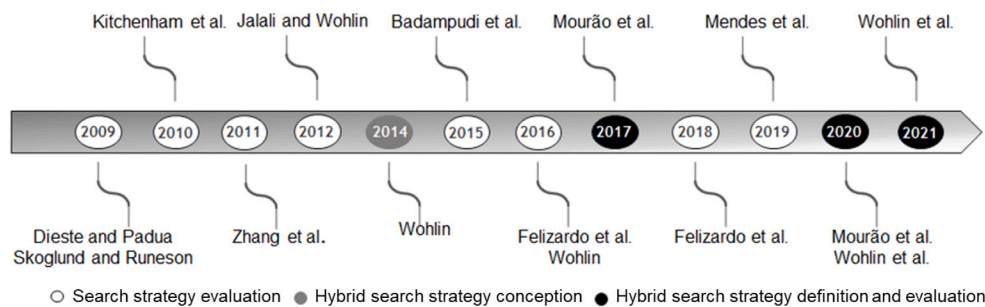 Kitchenham et al. Jalali and Wohlin Badampudi et al. Mourão et al. Mendes et al. Wohlin et al.
2009 2010 2011 2012 2014 2015 2016 2017 2018 2019 2020 2021
Dieste and Padua Zhang et al. Wohlin Felizardo et al. Felizardo et al. Mourão et al.
Skoglund and Runeson Wohlin Wohlin et al.
Search strategy evaluation Hybrid search strategy conception Hybrid search strategy definition and evaluation